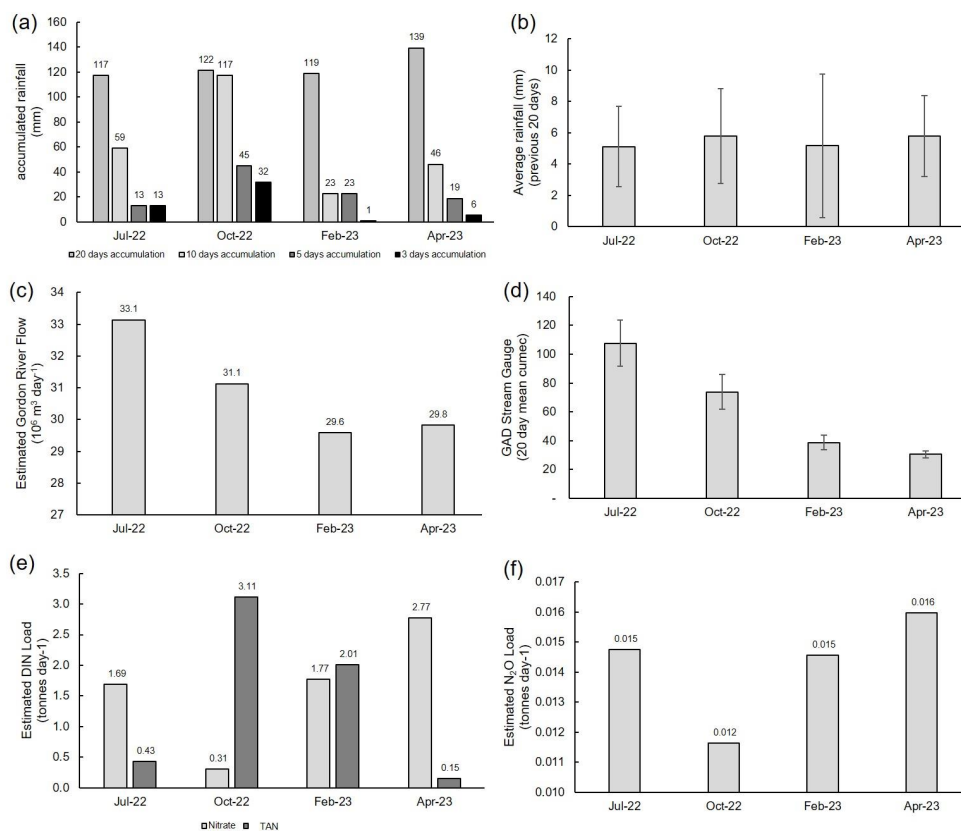 (a)
accumulated rainfall
(mm)
160
140
120
100
80
60
40
20
0
117
59
13
13
122
117
45
32
119
23
23
1
139
46
19
6
Jul-22
Oct-22
Feb-23
Apr-23
20 days accumulation
10 days accumulation
5 days accumulation
3 days accumulation
(b)
Average rainfall (mm)
(previous 20 days)
12
10
8
6
4
2
0
Jul-22
Oct-22
Feb-23
Apr-23
(c)
Estimated Gordon River Flow
(10⁶ m³ day⁻¹)
34
33
32
31
30
29
28
27
33.1
31.1
29.6
29.8
Jul-22
Oct-22
Feb-23
Apr-23
(d)
GAD Stream Gauge
(20 day mean cumec)
140
120
100
80
60
40
20
-
Jul-22
Oct-22
Feb-23
Apr-23
(e)
Estimated DIN Load
(tonnes day-1)
3.5
3.0
2.5
2.0
1.5
1.0
0.5
0.0
1.69
0.43
0.31
3.11
1.77
2.01
2.77
0.15
Jul-22
Oct-22
Feb-23
Apr-23
Nitrate
TAN
(f)
Estimated N₂O Load
(tonnes day-1)
0.017
0.016
0.015
0.014
0.013
0.012
0.011
0.010
0.015
0.012
0.015
0.016
Jul-22
Oct-22
Feb-23
Apr-23